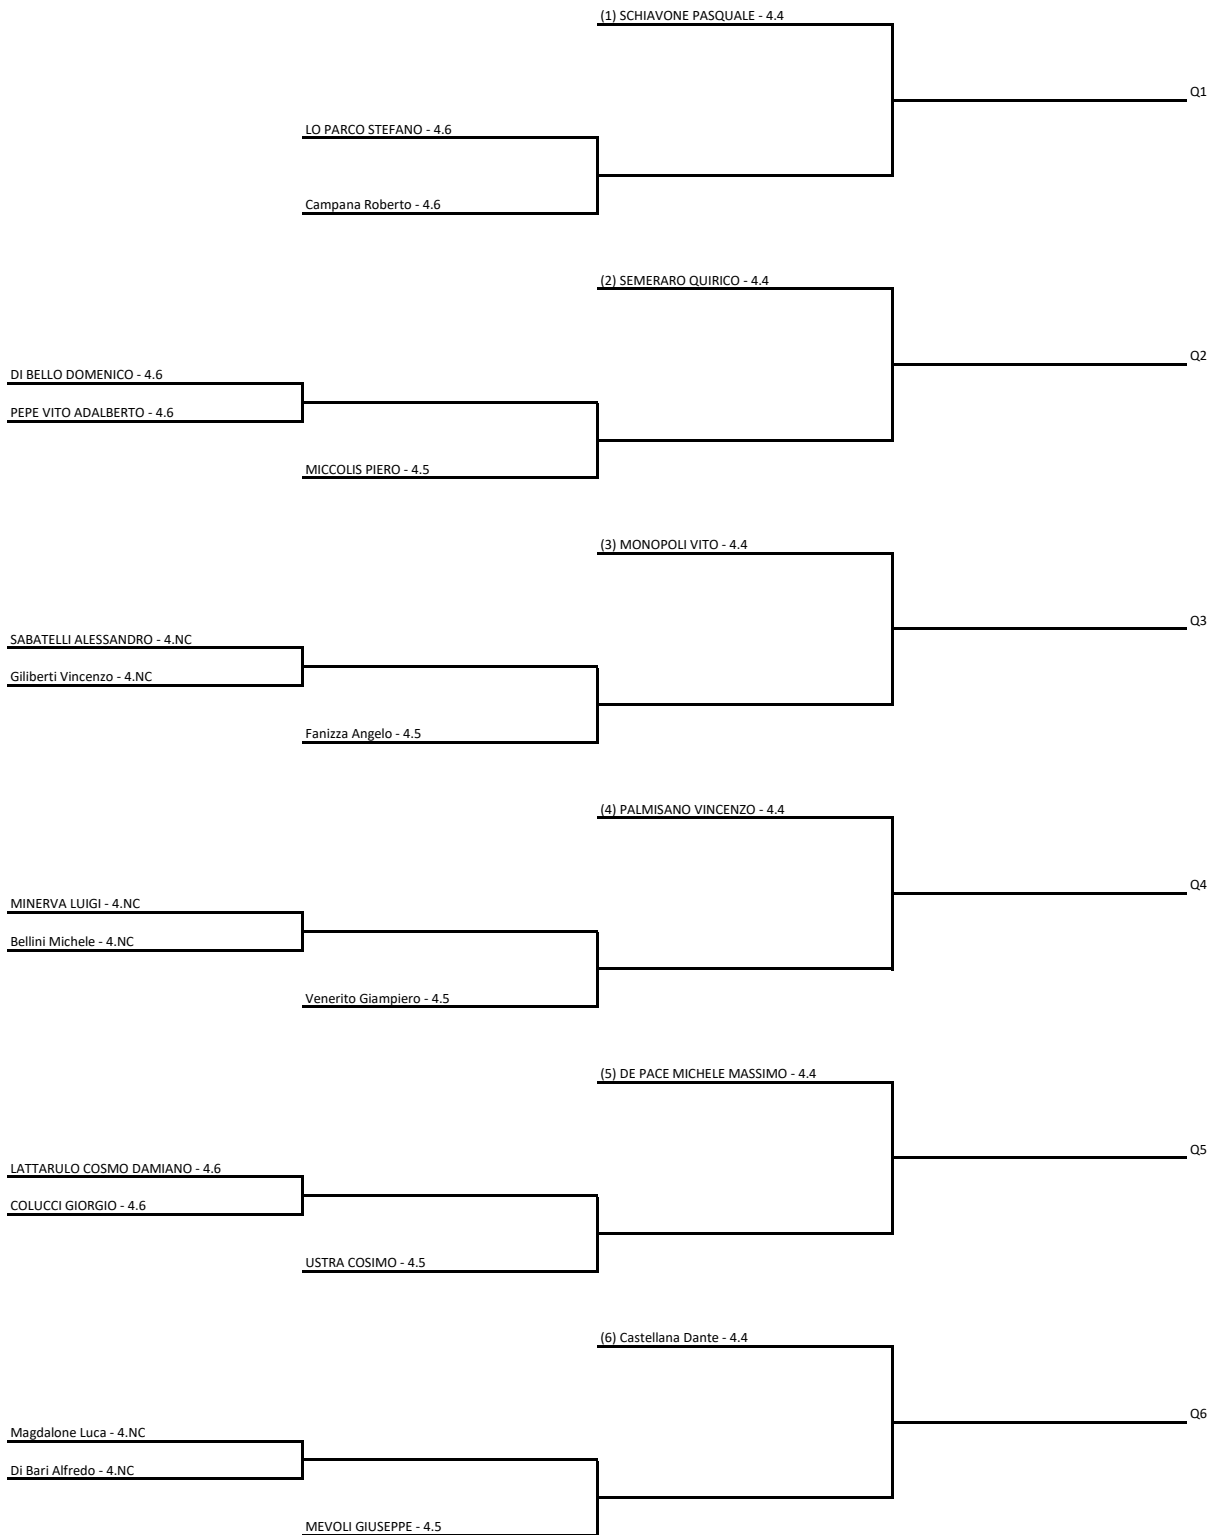 (1) SCHIAVONE PASQUALE - 4.4
Q1
LO PARCO STEFANO - 4.6
Campana Roberto - 4.6
(2) SEMERARO QUIRICO - 4.4
Q2
DI BELLO DOMENICO - 4.6
PEPE VITO ADALBERTO - 4.6
MICCOLIS PIERO - 4.5
(3) MONOPOLI VITO - 4.4
Q3
SABATELLI ALESSANDRO - 4.NC
Giliberti Vincenzo - 4.NC
Fanizza Angelo - 4.5
(4) PALMISANO VINCENZO - 4.4
Q4
MINERVA LUIGI - 4.NC
Bellini Michele - 4.NC
Venerito Giampiero - 4.5
(5) DE PACE MICHELE MASSIMO - 4.4
Q5
LATTARULO COSMO DAMIANO - 4.6
COLUCCI GIORGIO - 4.6
USTRA COSIMO - 4.5
(6) Castellana Dante - 4.4
Q6
Magdalone Luca - 4.NC
Di Bari Alfredo - 4.NC
MEVOLI GIUSEPPE - 4.5